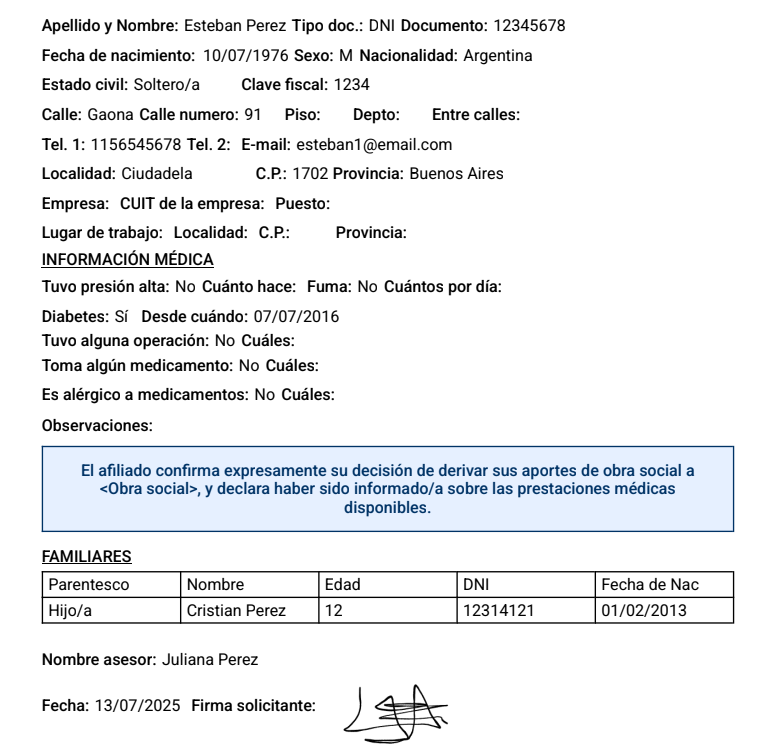 Apellido y Nombre: Esteban Perez Tipo doc.: DNI Documento: 12345678
Fecha de nacimiento: 10/07/1976 Sexo: M Nacionalidad: Argentina
Estado civil: Soltero/a Clave fiscal: 1234
Calle: Gaona Calle numero: 91 Piso: Depto: Entre calles:
Tel. 1: 1156545678 Tel. 2: E-mail: esteban1@email.com
Localidad: Ciudadela C.P.: 1702 Provincia: Buenos Aires
Empresa: CUIT de la empresa: Puesto:
Lugar de trabajo: Localidad: C.P.: Provincia:
INFORMACIÓN MÉDICA
Tuvo presión alta: No Cuánto hace: Fuma: No Cuántos por día:
Diabetes: Sí Desde cuándo: 07/07/2016
Tuvo alguna operación: No Cuáles:
Toma algún medicamento: No Cuáles:
Es alérgico a medicamentos: No Cuáles:
Observaciones:
El afiliado confirma expresamente su decisión de derivar sus aportes de obra social a
<Obra social>, y declara haber sido informado/a sobre las prestaciones médicas
disponibles.
FAMILIARES
Parentesco Nombre Edad DNI Fecha de Nac
Hijo/a Cristian Perez 12 12314121 01/02/2013
Nombre asesor: Juliana Perez
Fecha: 13/07/2025 Firma solicitante: